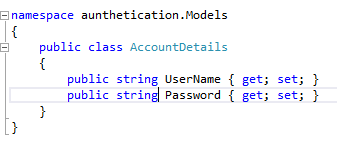 namespace aunthetication.Models
{
public class AccountDetails
{
public string UserName { get; set; }
public string Password { get; set; }
}
}